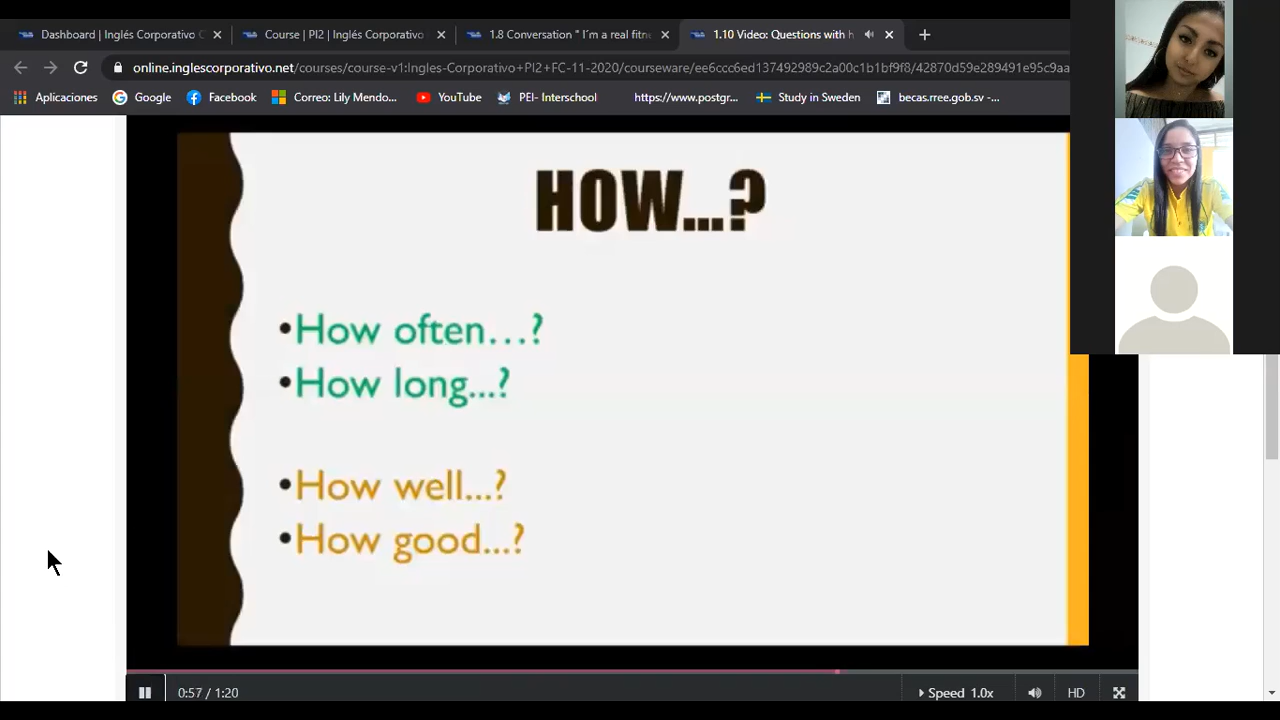 Dashboard | Inglés Corporativo C
Course | PI2 | Inglés Corporativo
1.8 Conversation " I´m a real fitn
1.10 Video: Questions with h
online.inglescorporativo.net/courses/course-v1:Ingles-Corporativo+PI2+FC-11-2020/courseware/ee6ccc6ed137492989c2a00c1b1bf9f8/42870d59e289491e95c9aa
Aplicaciones
Google
Facebook
Correo: Lily Mendo...
YouTube
PEI- Interschool
https://www.postgr...
Study in Sweden
becas.rree.gob.sv -...
HOW...?
•How often...?
•How long...?
•How well...?
•How good...?
0:57 / 1:20
Speed 1.0x
HD